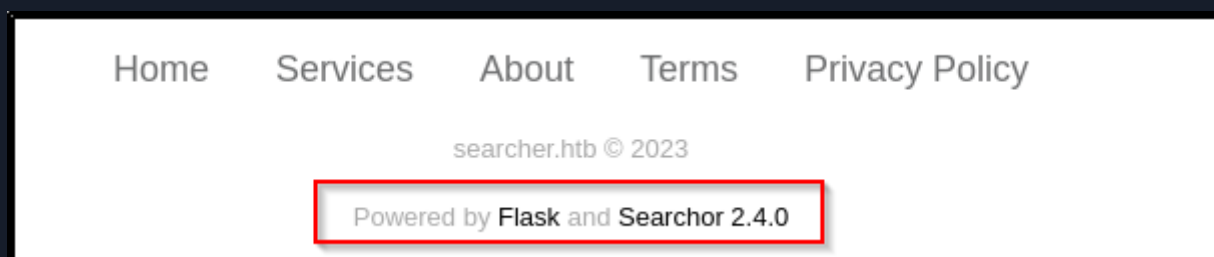 Home Services About Terms Privacy Policy
searcher.htb © 2023
Powered by Flask and Searchor 2.4.0